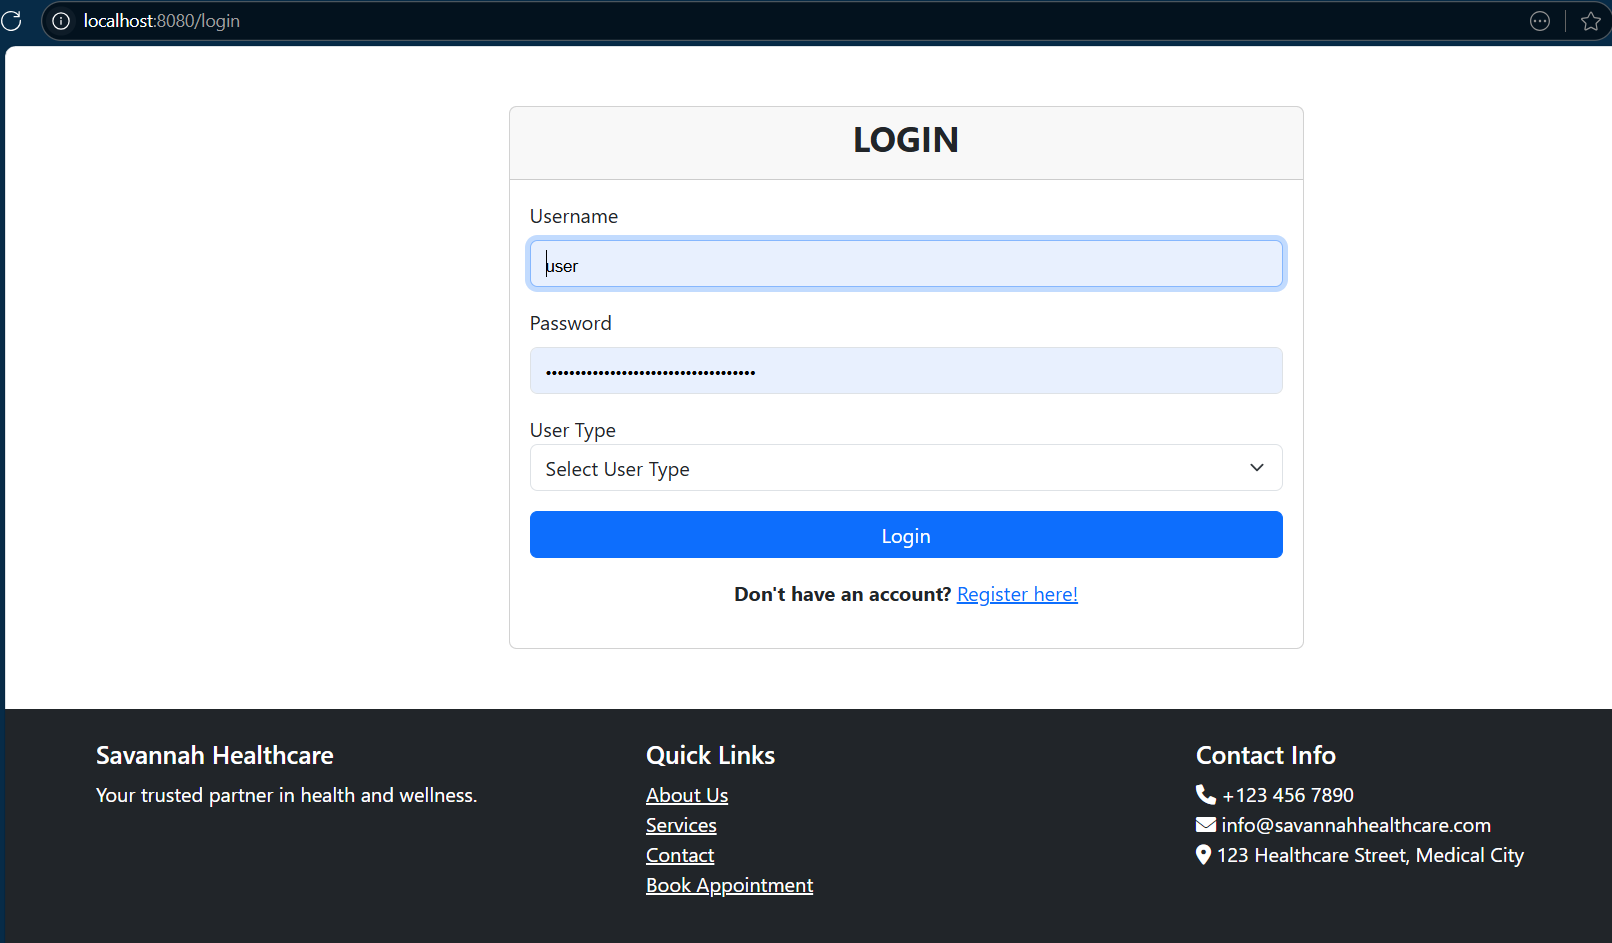 localhost:8080/login
LOGIN
Username
user
Password
••••••••••••••••••••••••••••••••••••
User Type
Select User Type
Login
Don't have an account? Register here!
Savannah Healthcare
Your trusted partner in health and wellness.
Quick Links
About Us
Services
Contact
Book Appointment
Contact Info
+123 456 7890
info@savannahhealthcare.com
123 Healthcare Street, Medical City